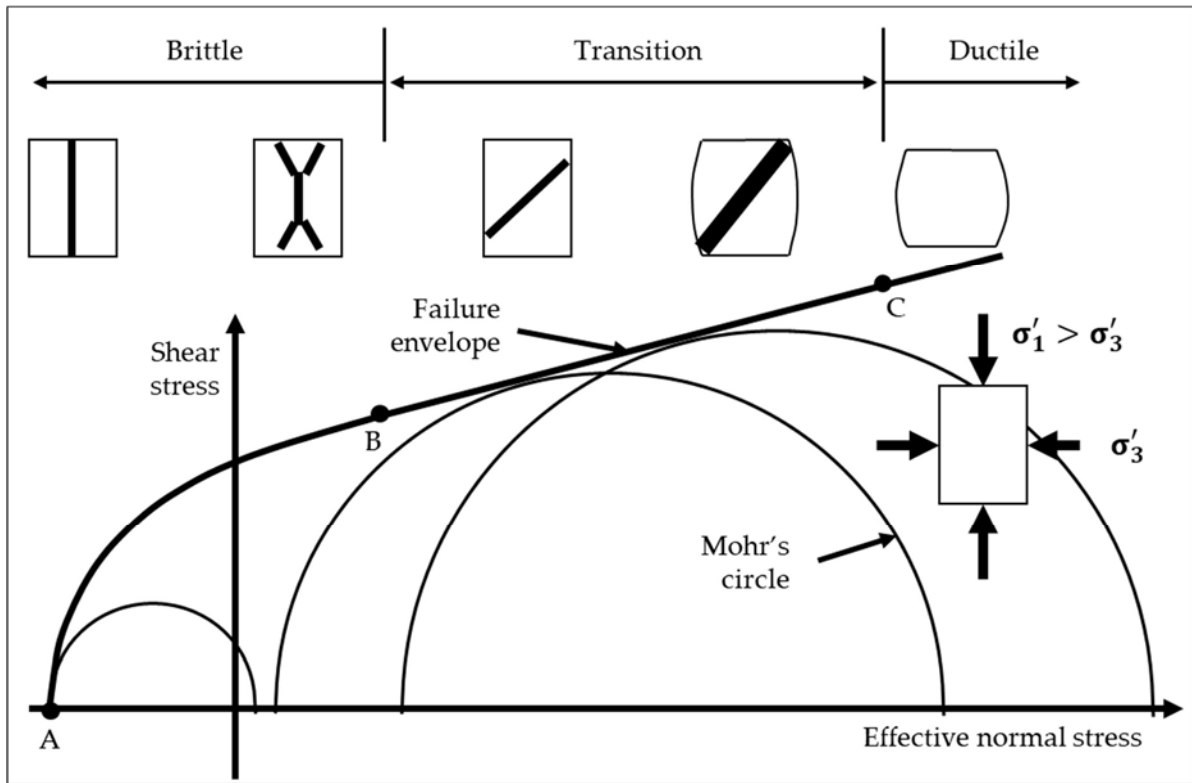 Brittle
Transition
Ductile
Failure
envelope
C
Shear
stress
σ′₁ > σ′₃
B
σ′₃
Mohr's
circle
A
Effective normal stress